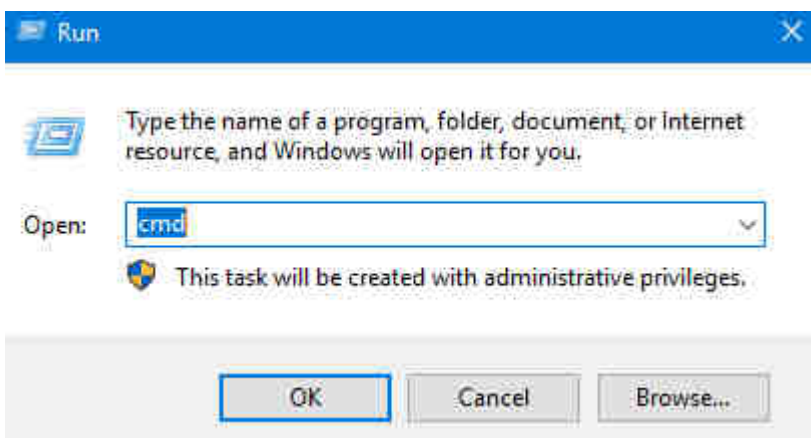 Run
Type the name of a program, folder, document, or Internet
resource, and Windows will open it for you.
Open: cmd
This task will be created with administrative privileges.
OK Cancel Browse...